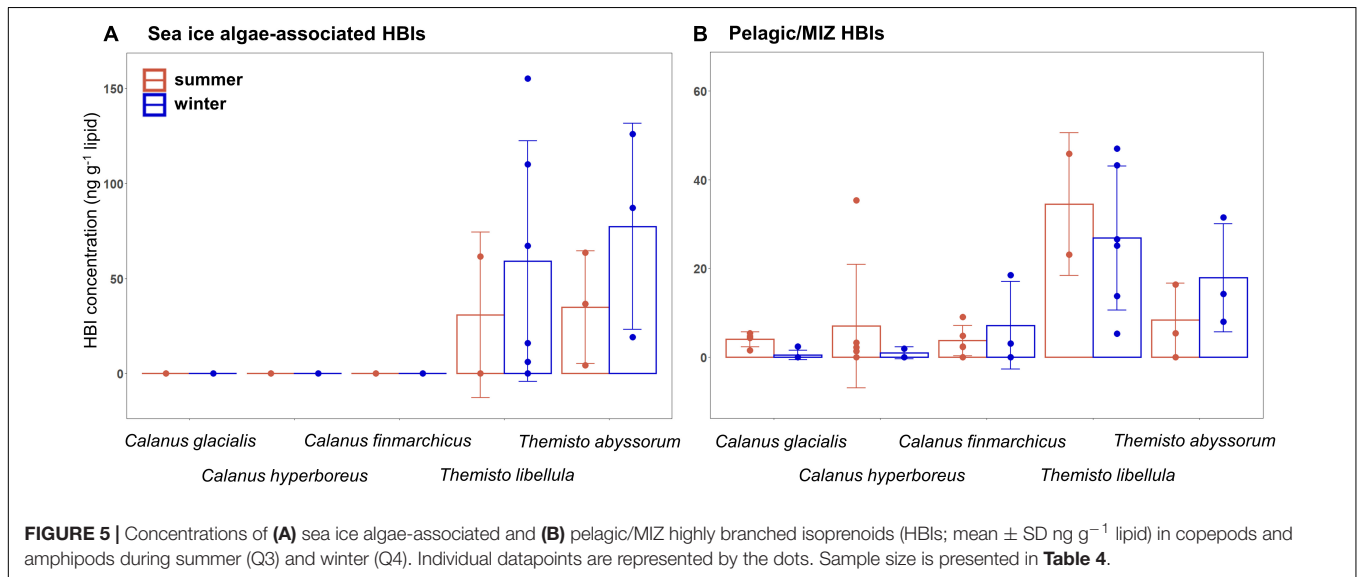 A Sea ice algae-associated HBIs
B Pelagic/MIZ HBIs
summer
winter
HBI concentration (ng g⁻¹ lipid)
150
100
50
0
60
40
20
0
Calanus glacialis Calanus finmarchicus Themisto abyssorum
Calanus hyperboreus Themisto libellula
Calanus glacialis Calanus finmarchicus Themisto abyssorum
Calanus hyperboreus Themisto libellula
FIGURE 5 | Concentrations of (A) sea ice algae-associated and (B) pelagic/MIZ highly branched isoprenoids (HBIs; mean ± SD ng g⁻¹ lipid) in copepods and
amphipods during summer (Q3) and winter (Q4). Individual datapoints are represented by the dots. Sample size is presented in Table 4.